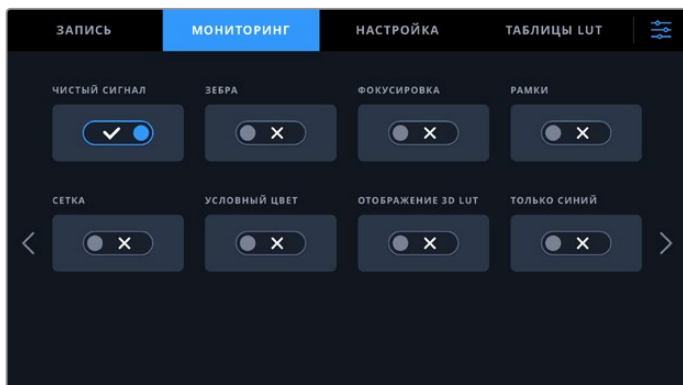 ЗАПИСЬ МОНИТОРИНГ НАСТРОЙКА ТАБЛИЦЫ LUT
ЧИСТЫЙ СИГНАЛ ЗЕБРА ФОКУСИРОВКА РАМКИ
СЕТКА УСЛОВНЫЙ ЦВЕТ ОТОБРАЖЕНИЕ 3D LUT ТОЛЬКО СИНИЙ